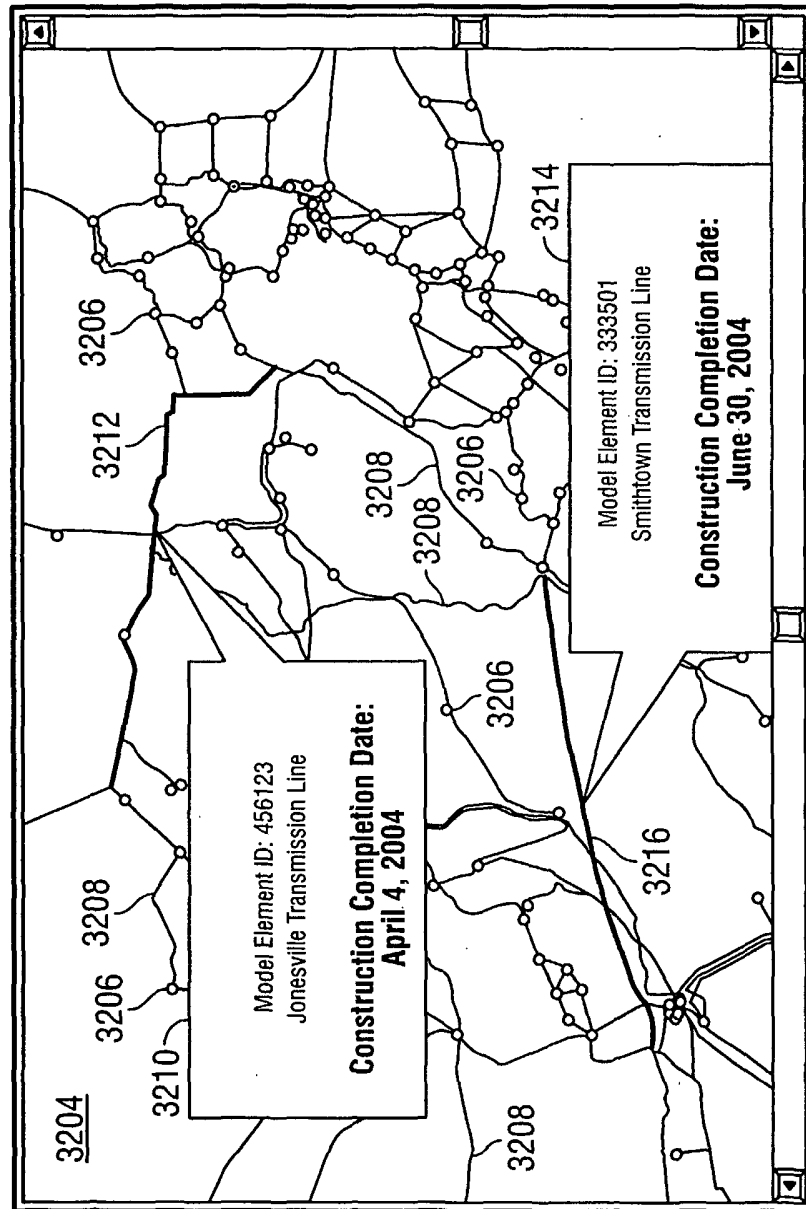 3204
3206
3208
3210
Model Element ID: 456123
Jonesville Transmission Line
Construction Completion Date:
April 4, 2004
3212
3206
3208
3208
3206
3206
3208
3216
3214
Model Element ID: 333501
Smithtown Transmission Line
Construction Completion Date:
June 30, 2004